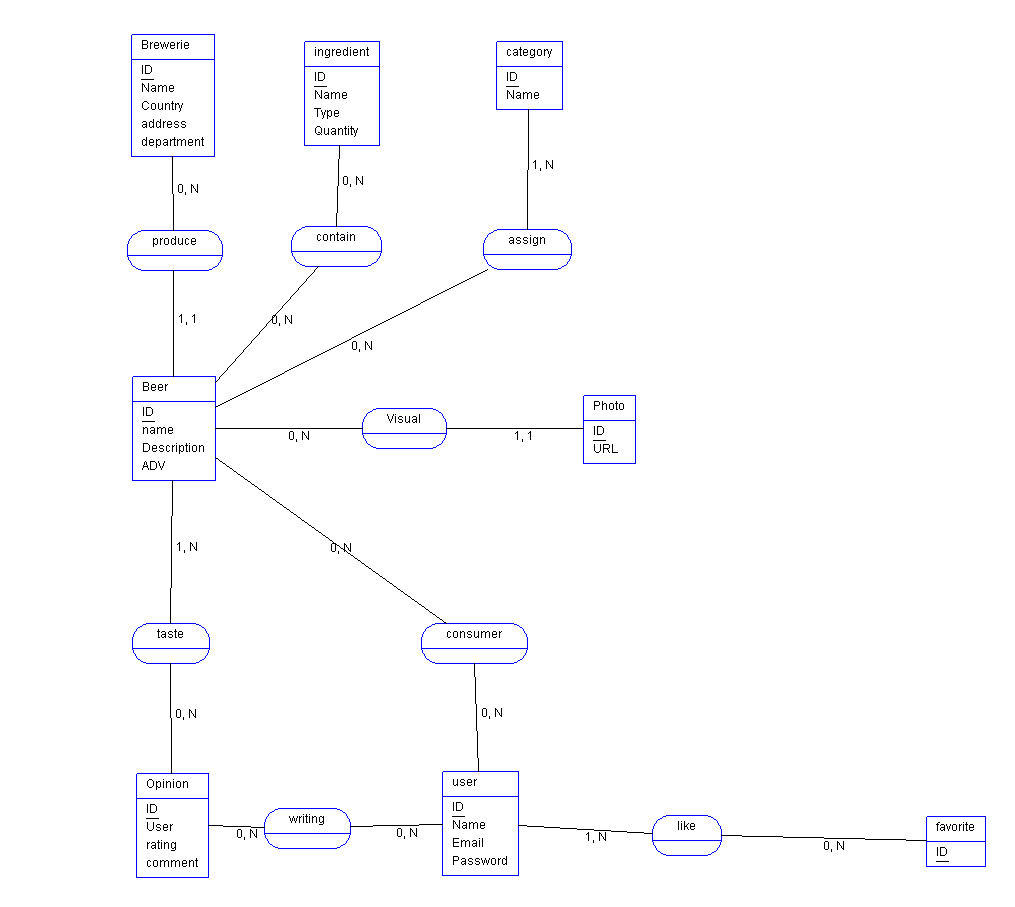 Brewerie
ID
Name
Country
address
department
ingredient
ID
Name
Type
Quantity
category
ID
Name
0, N
0, N
1, N
produce
contain
assign
1, 1
0, N
0, N
Beer
ID
name
Description
ADV
Visual
0, N
1, 1
Photo
ID
URL
1, N
0, N
taste
consumer
0, N
0, N
Opinion
ID
User
rating
comment
writing
0, N
0, N
user
ID
Name
Email
Password
like
1, N
0, N
favorite
ID